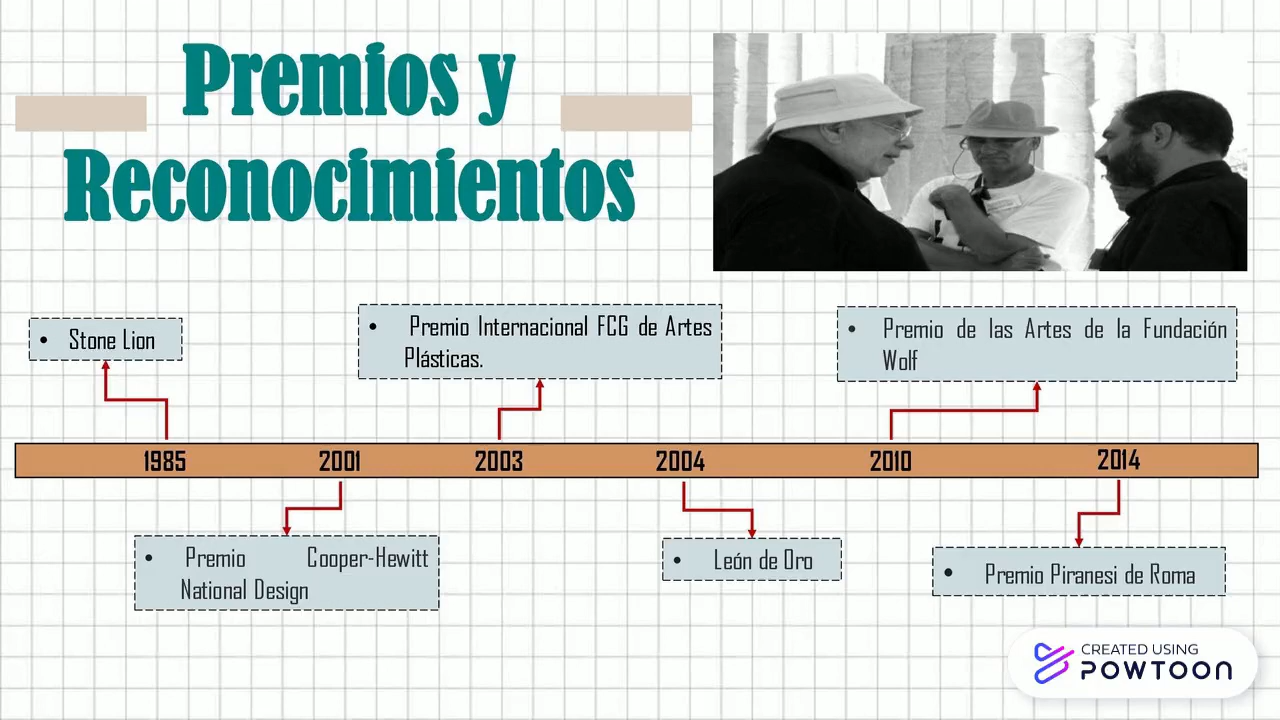 Premios y
Reconocimientos
• Stone Lion
• Premio Internacional FCG de Artes
Plásticas.
• Premio de las Artes de la Fundación
Wolf
1985 2001 2003 2004 2010 2014
• Premio Cooper-Hewitt
National Design
• León de Oro
• Premio Piranesi de Roma
CREATED USING
POWTOON